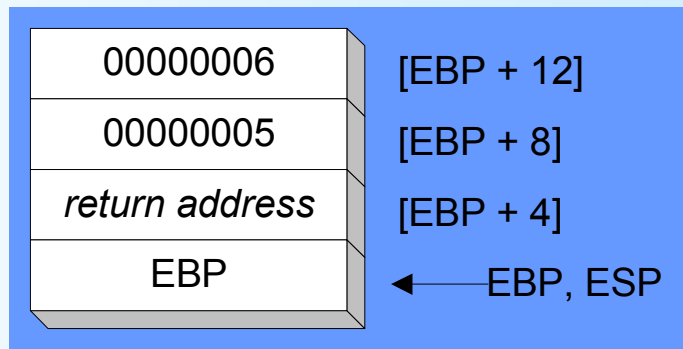 00000006 [EBP + 12]
00000005 [EBP + 8]
return address [EBP + 4]
EBP EBP, ESP